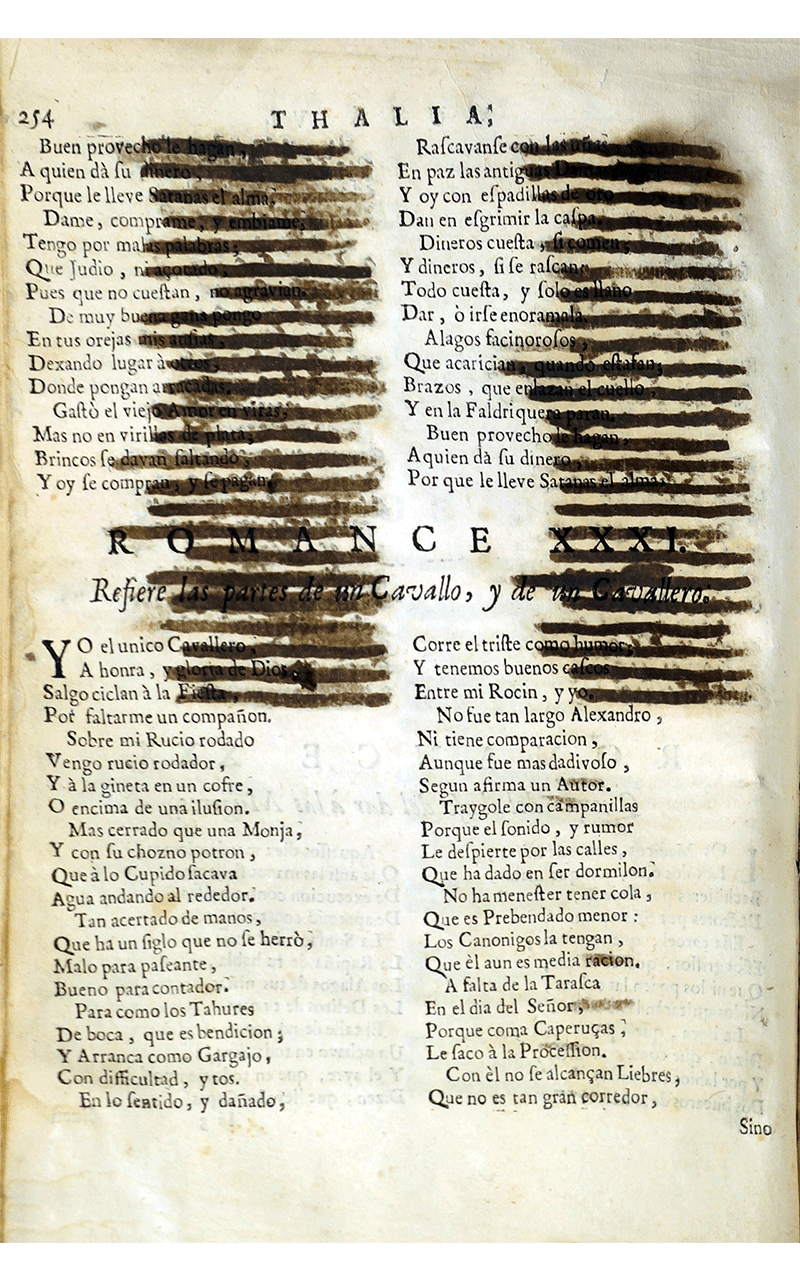 254
THALIA;
Buen provecho le hagan,
A quien dà su dinero,
Porque le lleve Satanas el alma;
Dame, comprame, y embiame,
Tengo por malas palabras;
Que Judio, ni açotado,
Pues que no cuestan, no agravian.
De muy buena gana pongo
En tus orejas mis ansias,
Dexando lugar à otros,
Donde pongan arracadas.
Gastò el viejo Amor en viras,
Mas no en virillas de plata;
Brincos se davan saltando,
Y oy se compran, y se pagan.
Rascavanse con las uñas
En paz las antiguas Damas
Y oy con espadillas de oro
Dan en esgrimir la caspa.
Dineros cuesta, si comen;
Y dineros, si se rascan:
Todo cuesta, y solo es llano
Dar, ò irse enoramala.
Alagos facinorosos,
Que acarician, quando estafan;
Brazos, que enlazan el cuello,
Y en la Faldriquera paran.
Buen provecho le hagan,
A quien dà su dinero,
Por que le lleve Satanas el alma;
ROMANCE XXXI.
Refiere las partes de un Cavallo, y de un Cavallero.
YO el unico Cavallero,
A honra, y gloria de Dios,
Salgo ciclan à la Fiesta,
Por faltarme un compañon.
Sobre mi Rucio rodado
Vengo rucio rodador,
Y à la gineta en un cofre,
O encima de una ilusion.
Mas cerrado que una Monja,
Y con su chozno potron,
Que à lo Cupido sacava
Agua andando al rededor.
Tan acertado de manos,
Que ha un siglo que no se herrò,
Malo para paseante,
Bueno para contador.
Para como los Tahures
De boca, que es bendicion;
Y Arranca como Gargajo,
Con difficultad, y tos.
En lo sentido, y dañado,
Corre el triste como humor;
Y tenemos buenos cascos
Entre mi Rocin, y yo.
No fue tan largo Alexandro,
Ni tiene comparacion,
Aunque fue mas dadivoso,
Segun afirma un Autor.
Traygole con campanillas
Porque el sonido, y rumor
Le despierte por las calles,
Que ha dado en ser dormilon.
No ha menester tener cola,
Que es Prebendado menor:
Los Canonigos la tengan,
Que èl aun es media racion.
A falta de la Tarasca
En el dia del Señor,
Porque coma Caperuças,
Le saco à la Procession.
Con èl no se alcançan Liebres,
Que no es tan gran corredor,
Sino